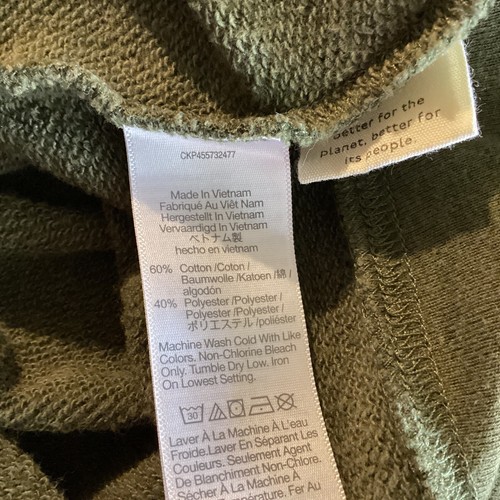 CKP455732477
Made In Vietnam
Fabriqué Au Viêt Nam
Hergestellt In Vietnam
Vervaardigd In Vietnam
ベトナム製
hecho en vietnam
60% Cotton /Coton /
Baumwolle /Katoen /綿 /
algodón
40% Polyester /Polyester /
Polyester /Polyester /
ポリエステル /poliéster
Machine Wash Cold With Like
Colors. Non-Chlorine Bleach
Only. Tumble Dry Low. Iron
On Lowest Setting.
30
Laver À La Machine À L'eau
Froide.Laver En Séparant Les
Couleurs. Seulement Agent
De Blanchiment Non-Chlore.
Sécher À La Machine À
Température. Fer Au
better for the
planet, better for
its people.